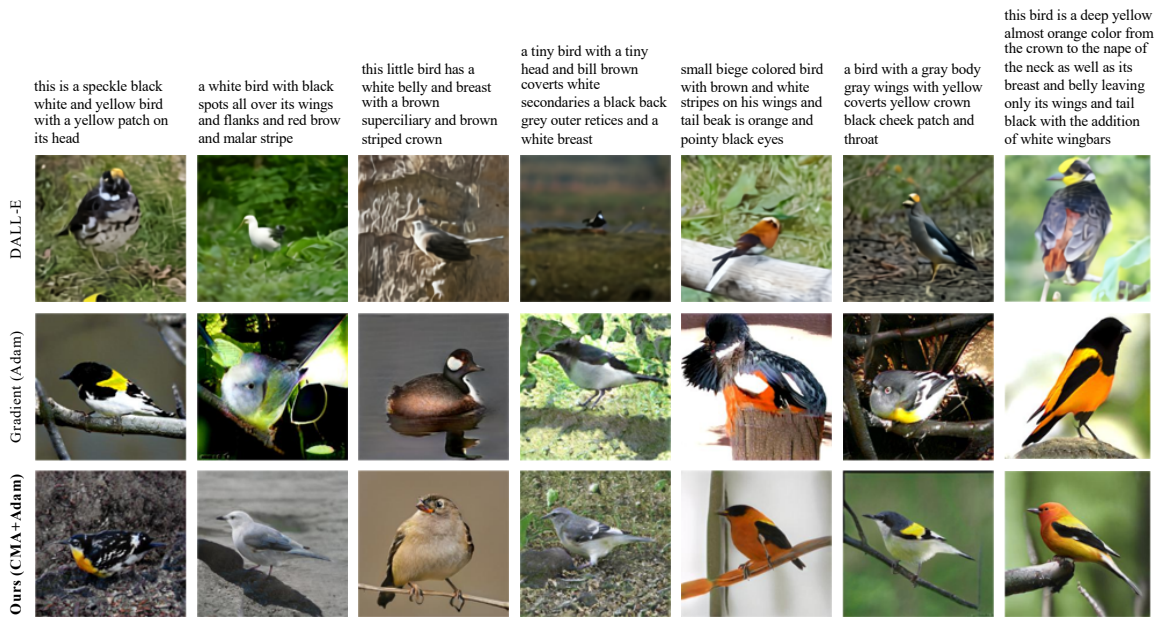 this is a speckle black
white and yellow bird
with a yellow patch on
its head
a white bird with black
spots all over its wings
and flanks and red brow
and malar stripe
this little bird has a
white belly and breast
with a brown
superciliary and brown
striped crown
a tiny bird with a tiny
head and bill brown
coverts white
secondaries a black back
grey outer retices and a
white breast
small biege colored bird
with brown and white
stripes on his wings and
tail beak is orange and
pointy black eyes
a bird with a gray body
gray wings with yellow
coverts yellow crown
black cheek patch and
throat
this bird is a deep yellow
almost orange color from
the crown to the nape of
the neck as well as its
breast and belly leaving
only its wings and tail
black with the addition
of white wingbars
DALL-E
Gradient (Adam)
Ours (CMA+Adam)